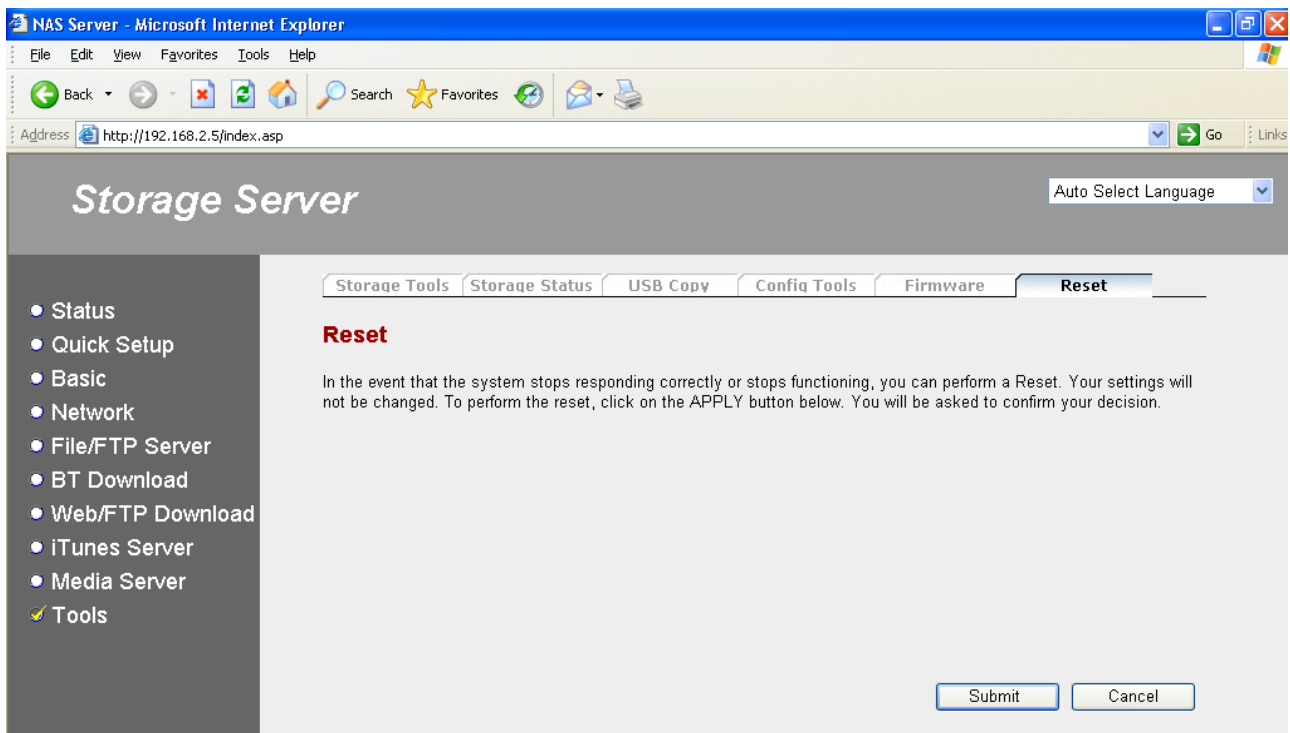 NAS Server - Microsoft Internet Explorer
File Edit View Favorites Tools Help
Back Search Favorites
Address http://192.168.2.5/index.asp Go Links
Storage Server
Auto Select Language
Storage Tools Storage Status USB Copy Config Tools Firmware Reset
Status
Quick Setup
Basic
Network
File/FTP Server
BT Download
Web/FTP Download
iTunes Server
Media Server
Tools
Reset
In the event that the system stops responding correctly or stops functioning, you can perform a Reset. Your settings will
not be changed. To perform the reset, click on the APPLY button below. You will be asked to confirm your decision.
Submit Cancel